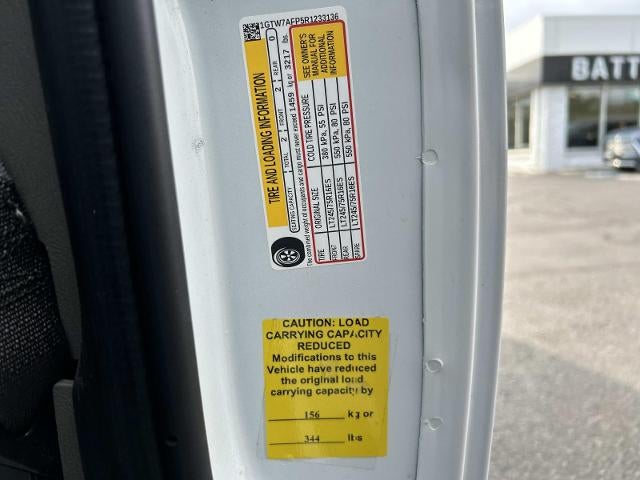 1GTW7AFP5R1233136
TIRE AND LOADING INFORMATION
SEATING CAPACITY TOTAL 2 FRONT 2 REAR 0
The combined weight of occupants and cargo must never exceed 1459 kg or 3217 lbs.
TIRE ORIGINAL SIZE COLD TIRE PRESSURE
FRONT LT245/75R16ES 380 kPa, 55 PSI
REAR LT245/75R16ES 550 kPa, 80 PSI
SPARE LT245/75R16ES 550 kPa, 80 PSI
SEE OWNER'S
MANUAL FOR
ADDITIONAL
INFORMATION
CAUTION: LOAD
CARRYING CAPACITY
REDUCED
Modifications to this
Vehicle have reduced
the original load
carrying capacity by
156 kg or
344 lbs
BATT